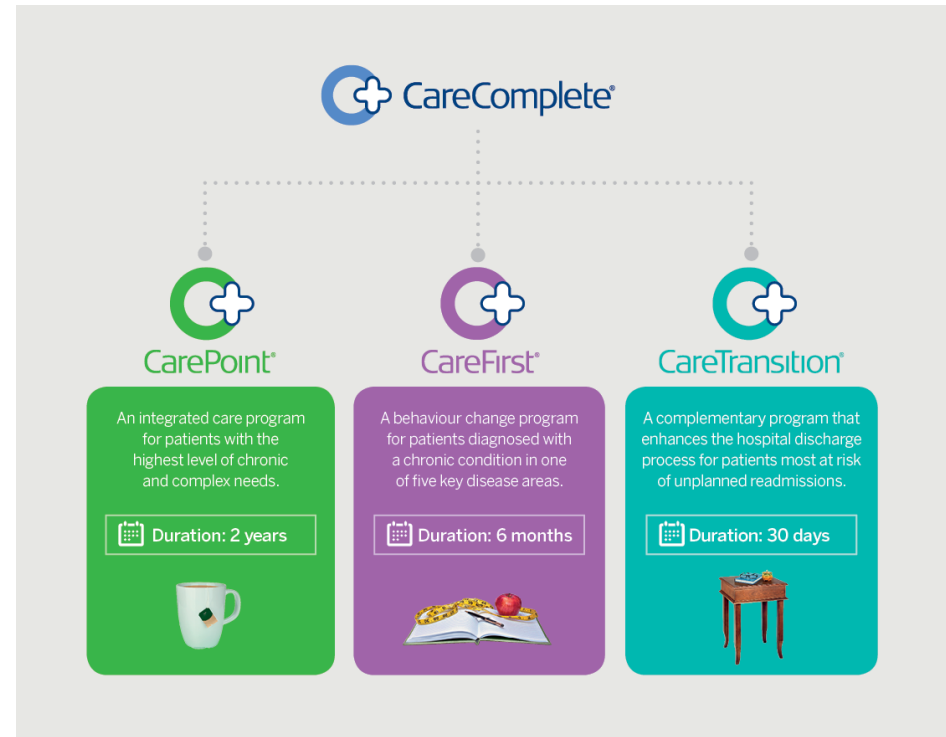 CareComplete®
CarePoint®
An integrated care program
for patients with the
highest level of chronic
and complex needs.
Duration: 2 years
CareFirst®
A behaviour change program
for patients diagnosed with
a chronic condition in one
of five key disease areas.
Duration: 6 months
CareTransition®
A complementary program that
enhances the hospital discharge
process for patients most at risk
of unplanned readmissions.
Duration: 30 days